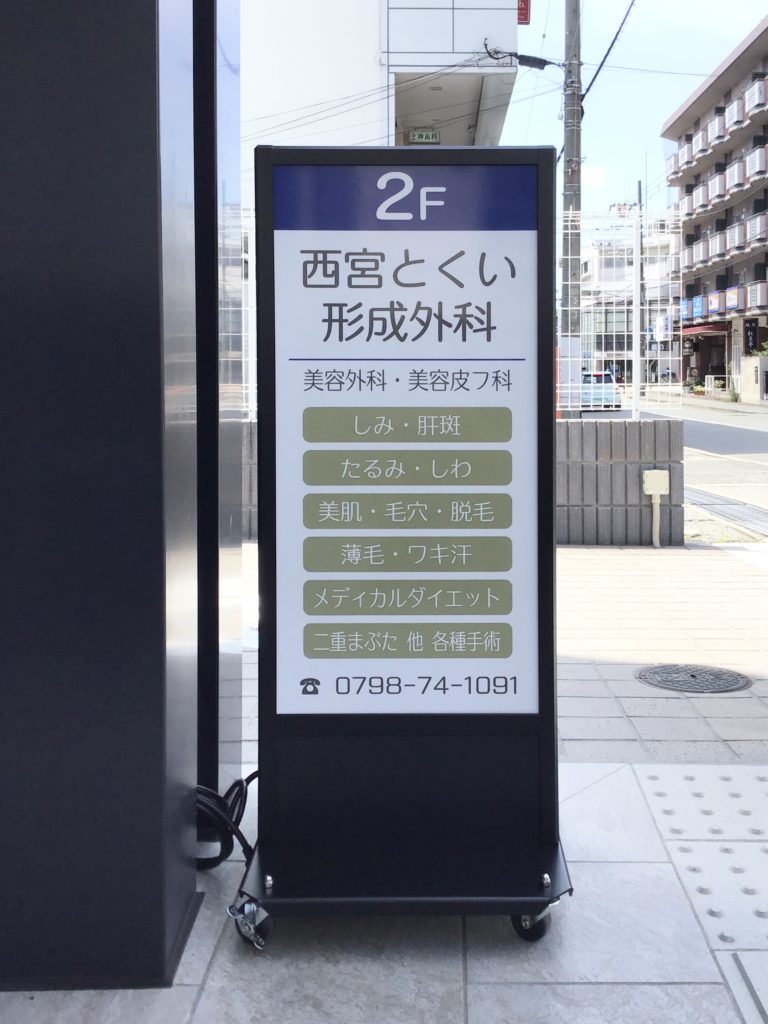 2F
西宮とくい
形成外科
美容外科・美容皮フ科
しみ・肝斑
たるみ・しわ
美肌・毛穴・脱毛
薄毛・ワキ汗
メディカルダイエット
二重まぶた 他 各種手術
☎ 0798-74-1091